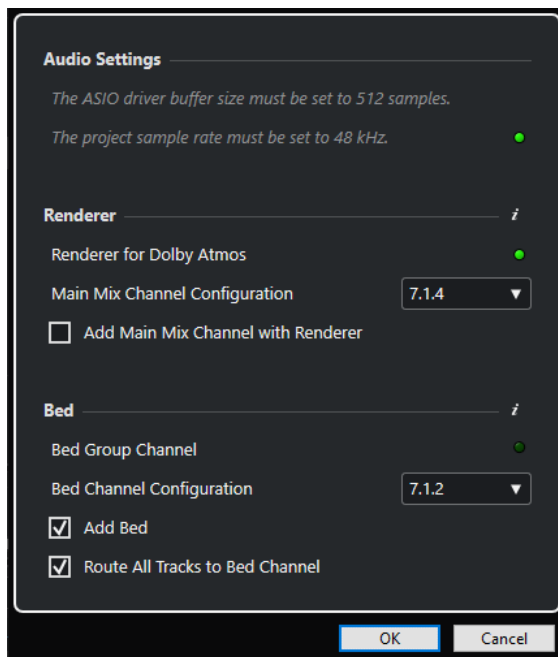 Audio Settings
The ASIO driver buffer size must be set to 512 samples.
The project sample rate must be set to 48 kHz.
Renderer
i
Renderer for Dolby Atmos
Main Mix Channel Configuration
7.1.4
Add Main Mix Channel with Renderer
Bed
i
Bed Group Channel
Bed Channel Configuration
7.1.2
Add Bed
Route All Tracks to Bed Channel
OK
Cancel